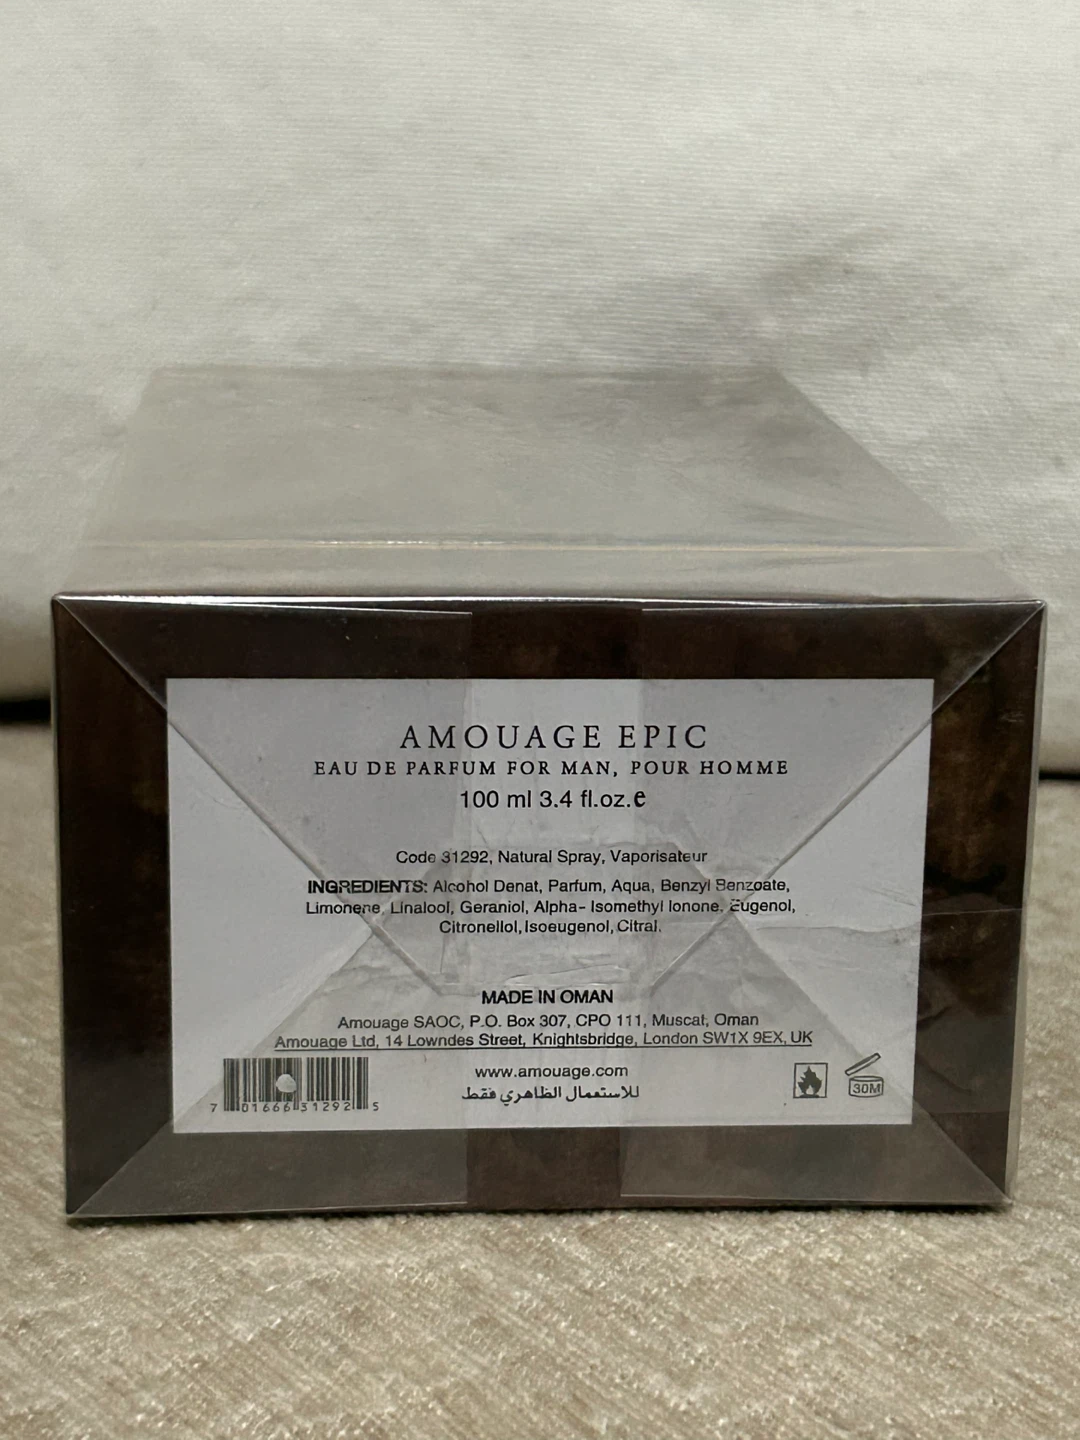 AMOUAGE EPIC
EAU DE PARFUM FOR MAN, POUR HOMME
100 ml 3.4 fl.oz.e
Code 31292, Natural Spray, Vaporisateur
INGREDIENTS: Alcohol Denat, Parfum, Aqua, Benzyl Benzoate,
Limonene, Linalool, Geraniol, Alpha- Isomethyl Ionone, Eugenol,
Citronellol, Isoeugenol, Citral.
MADE IN OMAN
Amouage SAOC, P.O. Box 307, CPO 111, Muscat, Oman
Amouage Ltd, 14 Lowndes Street, Knightsbridge, London SW1X 9EX, UK
www.amouage.com
للاستعمال الظاهري فقط
7 01666 31292 5
30M